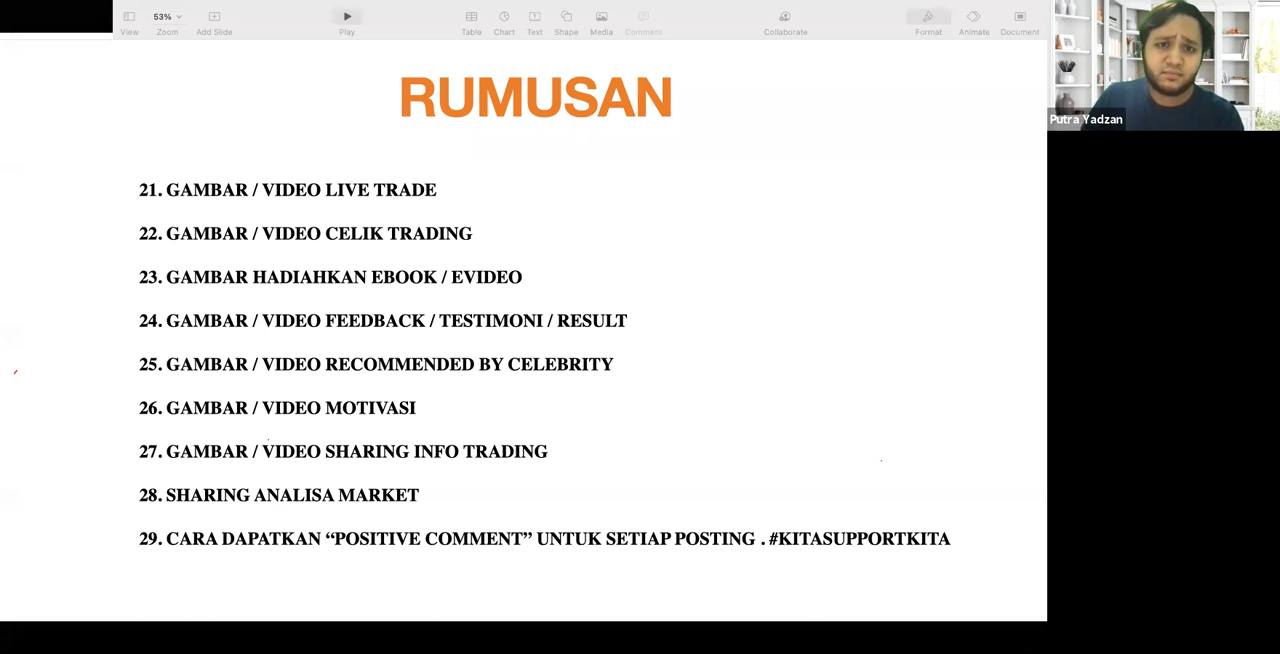 53%
View Zoom Add Slide Play Table Chart Text Shape Media Comment Collaborate Format Animate Document
Putra Yadzan
RUMUSAN
21. GAMBAR / VIDEO LIVE TRADE
22. GAMBAR / VIDEO CELIK TRADING
23. GAMBAR HADIAHKAN EBOOK / EVIDEO
24. GAMBAR / VIDEO FEEDBACK / TESTIMONI / RESULT
25. GAMBAR / VIDEO RECOMMENDED BY CELEBRITY
26. GAMBAR / VIDEO MOTIVASI
27. GAMBAR / VIDEO SHARING INFO TRADING
28. SHARING ANALISA MARKET
29. CARA DAPATKAN “POSITIVE COMMENT” UNTUK SETIAP POSTING . #KITASUPPORTKITA